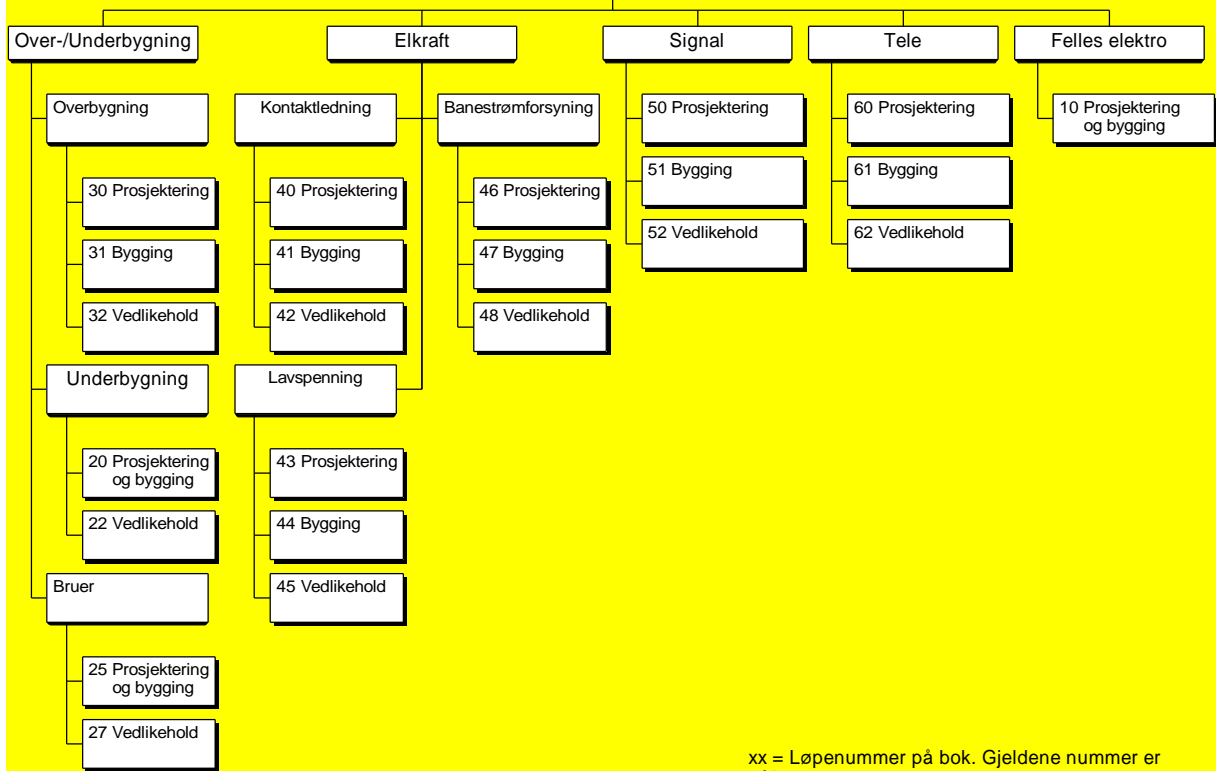 Over-/Underbygning
Elkraft
Signal
Tele
Felles elektro
Overbygning
30 Prosjektering
31 Bygging
32 Vedlikehold
Underbygning
20 Prosjektering
og bygging
22 Vedlikehold
Bruer
25 Prosjektering
og bygging
27 Vedlikehold
Kontaktledning
40 Prosjektering
41 Bygging
42 Vedlikehold
Lavspenning
43 Prosjektering
44 Bygging
45 Vedlikehold
Banestrømforsyning
46 Prosjektering
47 Bygging
48 Vedlikehold
50 Prosjektering
51 Bygging
52 Vedlikehold
60 Prosjektering
61 Bygging
62 Vedlikehold
10 Prosjektering
og bygging
xx = Løpenummer på bok. Gjeldene nummer er